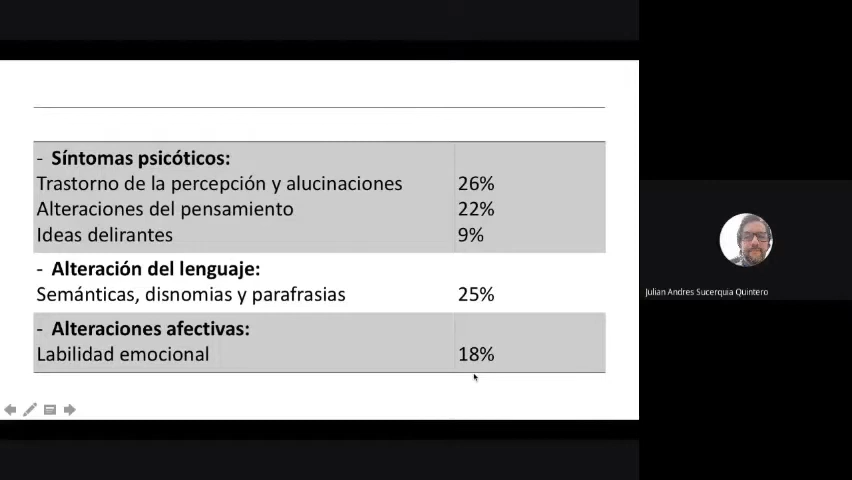 - Síntomas psicóticos:
Trastorno de la percepción y alucinaciones 26%
Alteraciones del pensamiento 22%
Ideas delirantes 9%
- Alteración del lenguaje:
Semánticas, disnomias y parafrasias 25%
- Alteraciones afectivas:
Labilidad emocional 18%
Julian Andres Sucerquia Quintero